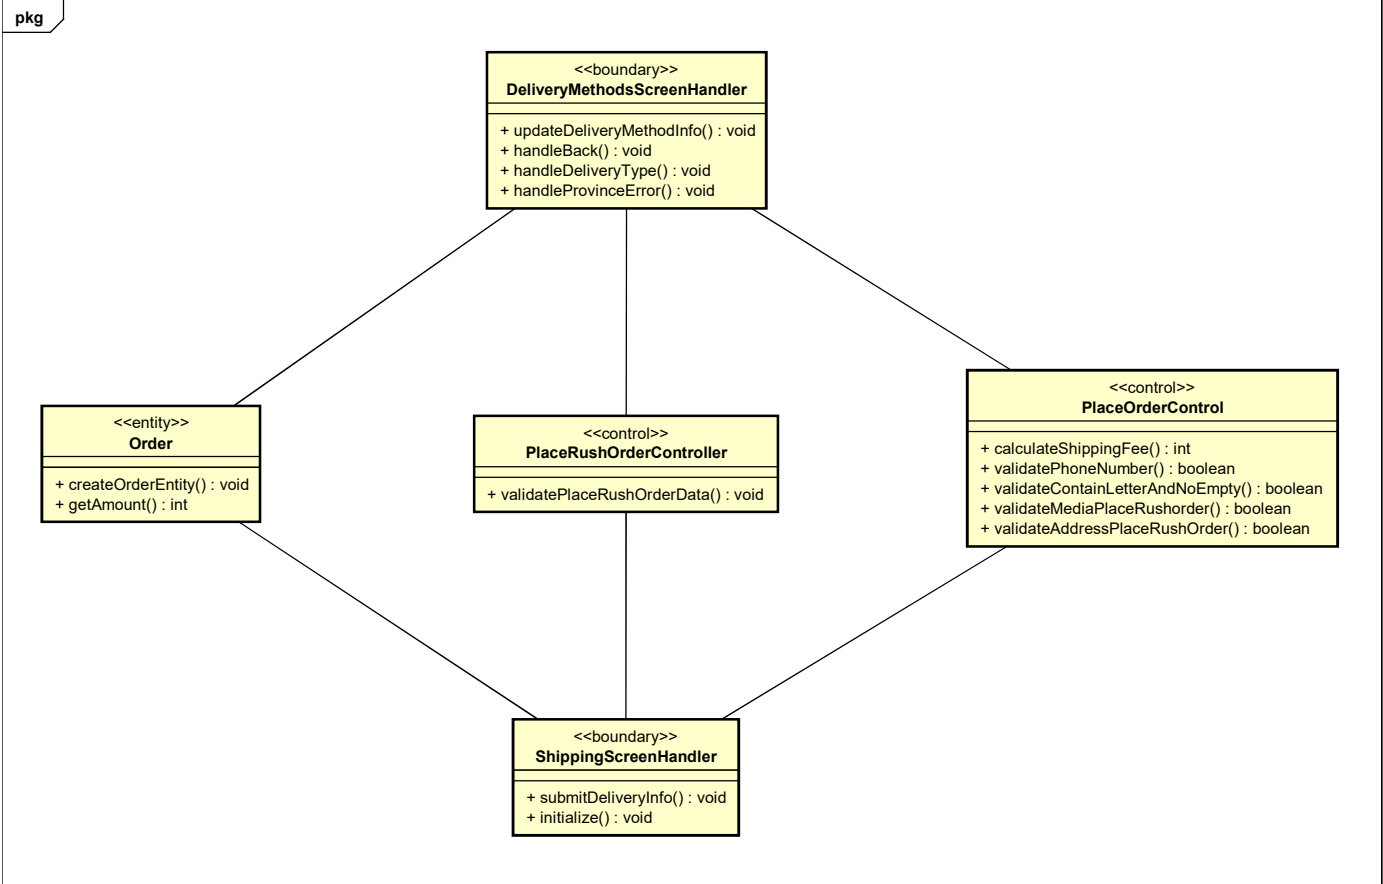 pkg
<<boundary>>
DeliveryMethodsScreenHandler
+ updateDeliveryMethodInfo() : void
+ handleBack() : void
+ handleDeliveryType() : void
+ handleProvinceError() : void
<<entity>>
Order
+ createOrderEntity() : void
+ getAmount() : int
<<control>>
PlaceRushOrderController
+ validatePlaceRushOrderData() : void
<<control>>
PlaceOrderControl
+ calculateShippingFee() : int
+ validatePhoneNumber() : boolean
+ validateContainLetterAndNoEmpty() : boolean
+ validateMediaPlaceRushorder() : boolean
+ validateAddressPlaceRushOrder() : boolean
<<boundary>>
ShippingScreenHandler
+ submitDeliveryInfo() : void
+ initialize() : void